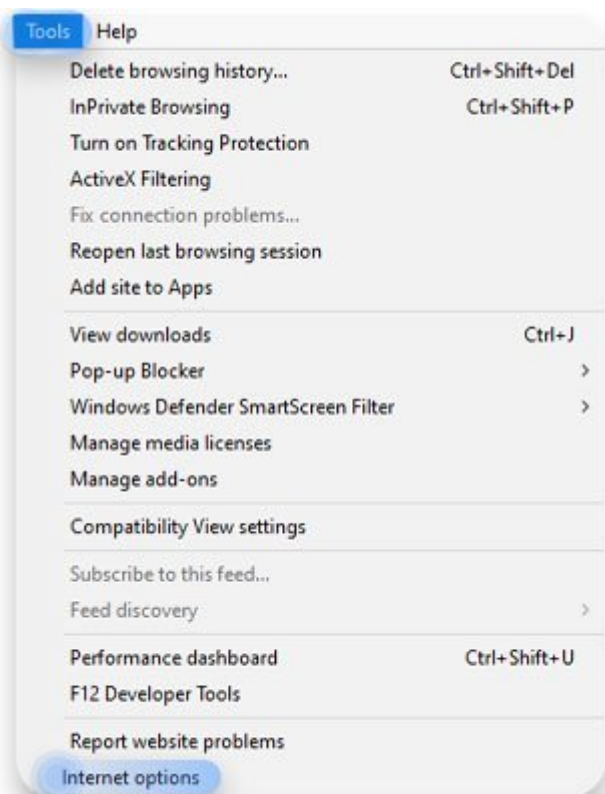 Tools Help
Delete browsing history... Ctrl+Shift+Del
InPrivate Browsing Ctrl+Shift+P
Turn on Tracking Protection
ActiveX Filtering
Fix connection problems...
Reopen last browsing session
Add site to Apps
View downloads Ctrl+J
Pop-up Blocker >
Windows Defender SmartScreen Filter >
Manage media licenses
Manage add-ons
Compatibility View settings
Subscribe to this feed...
Feed discovery >
Performance dashboard Ctrl+Shift+U
F12 Developer Tools
Report website problems
Internet options